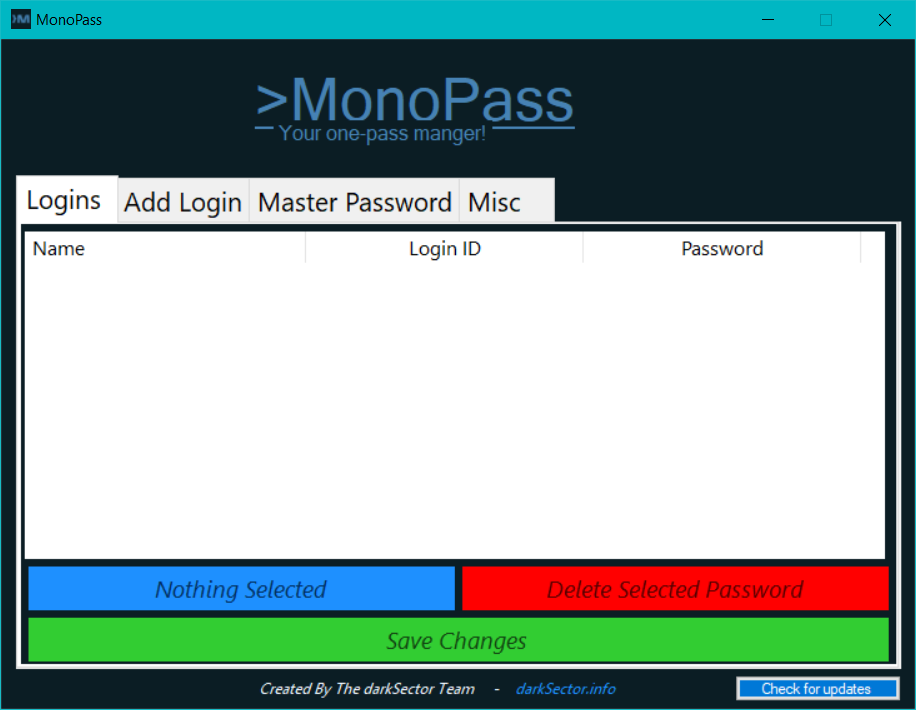 MonoPass
>MonoPass
Your one-pass manger!
Logins Add Login Master Password Misc
Name Login ID Password
Nothing Selected Delete Selected Password
Save Changes
Created By The darkSector Team - darkSector.info Check for updates